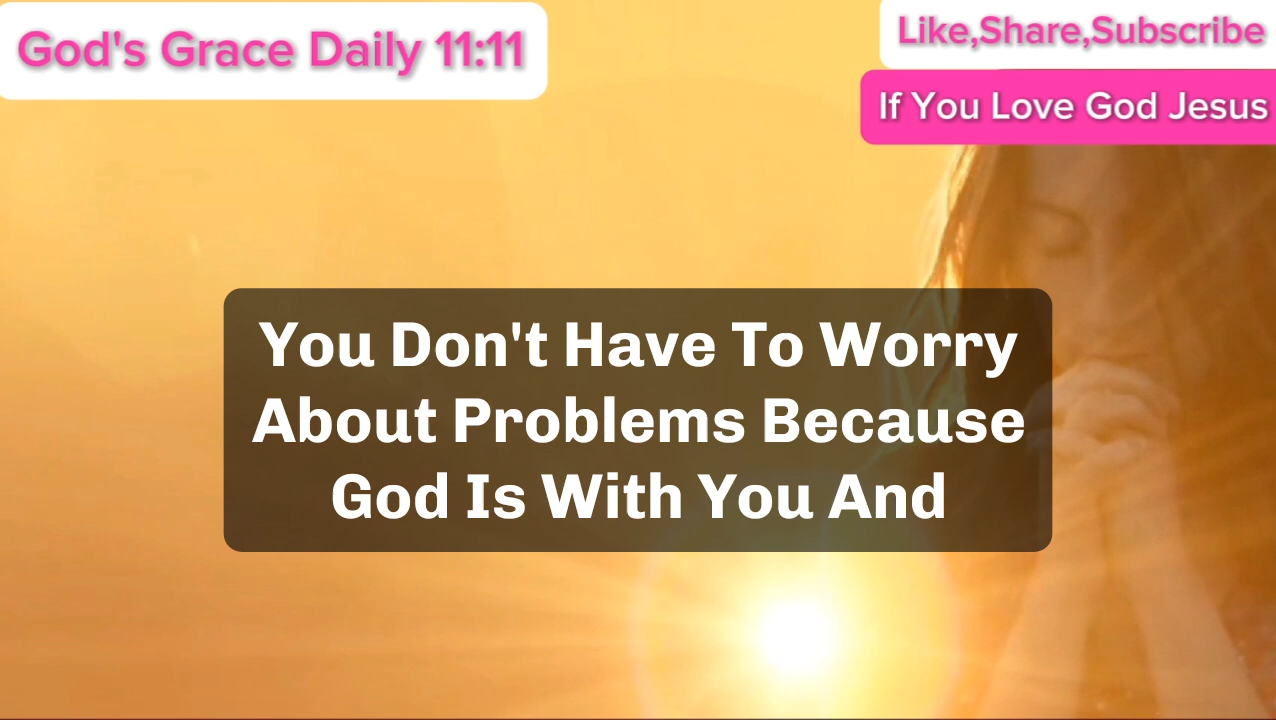 God's Grace Daily 11:11
Like,Share,Subscribe
If You Love God Jesus
You Don't Have To Worry
About Problems Because
God Is With You And